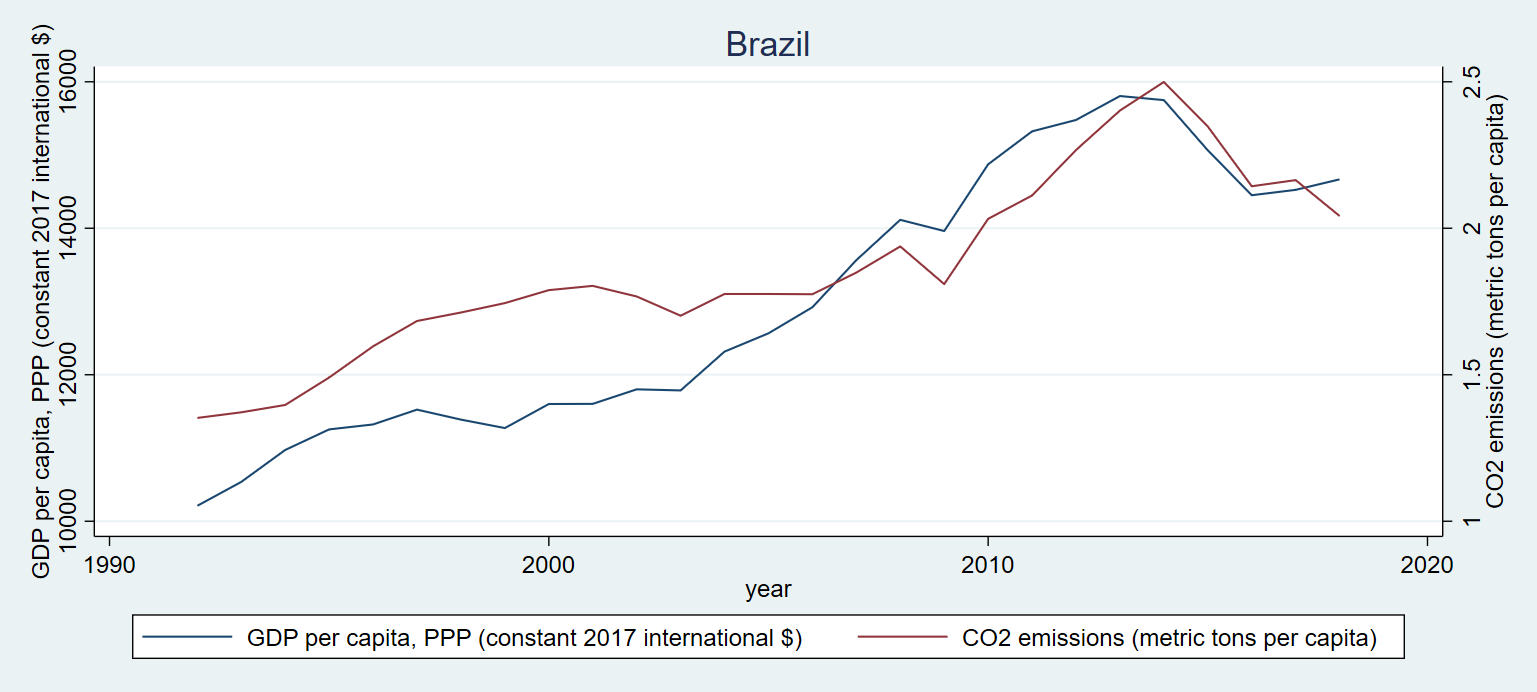 Brazil
GDP per capita, PPP (constant 2017 international $)
16000
14000
12000
10000
2.5
2
1.5
1
CO2 emissions (metric tons per capita)
1990
2000
2010
2020
year
GDP per capita, PPP (constant 2017 international $)
CO2 emissions (metric tons per capita)